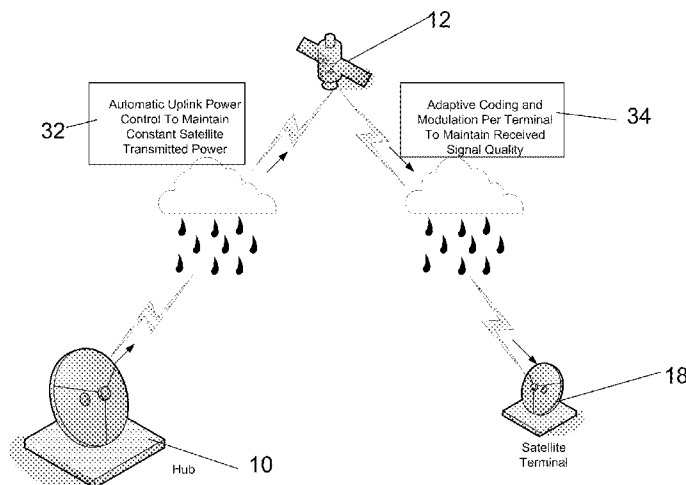 12
32
Automatic Uplink Power
Control To Maintain
Constant Satellite
Transmitted Power
Adaptive Coding and
Modulation Per Terminal
To Maintain Received
Signal Quality
34
18
Satellite
Terminal
10
Hub